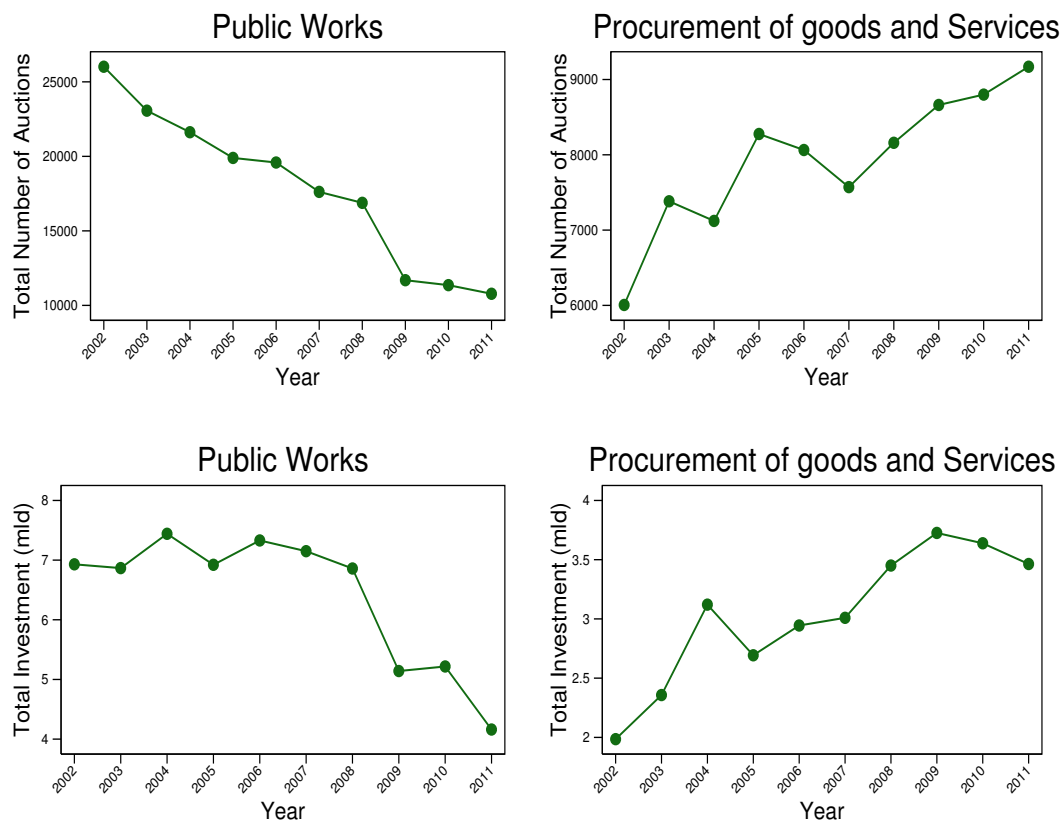 Public Works
Total Number of Auctions
25000
20000
15000
10000
2002 2003 2004 2005 2006 2007 2008 2009 2010 2011
Year
Procurement of goods and Services
Total Number of Auctions
9000
8000
7000
6000
2002 2003 2004 2005 2006 2007 2008 2009 2010 2011
Year
Public Works
Total Investment (mld)
8
7
6
5
4
2002 2003 2004 2005 2006 2007 2008 2009 2010 2011
Year
Procurement of goods and Services
Total Investment (mld)
4
3.5
3
2.5
2
2002 2003 2004 2005 2006 2007 2008 2009 2010 2011
Year